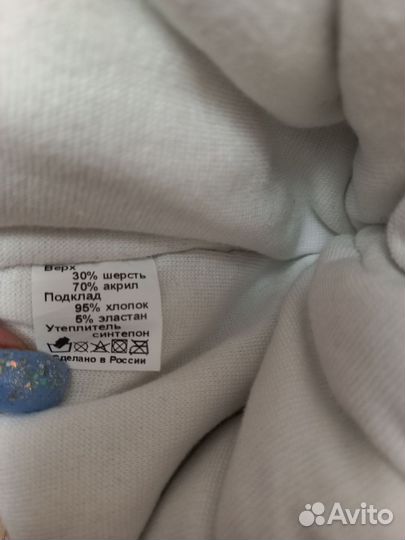 Верх
30% шерсть
70% акрил
Подклад
95% хлопок
5% эластан
Утеплитель
синтепон
Сделано в России
Avito